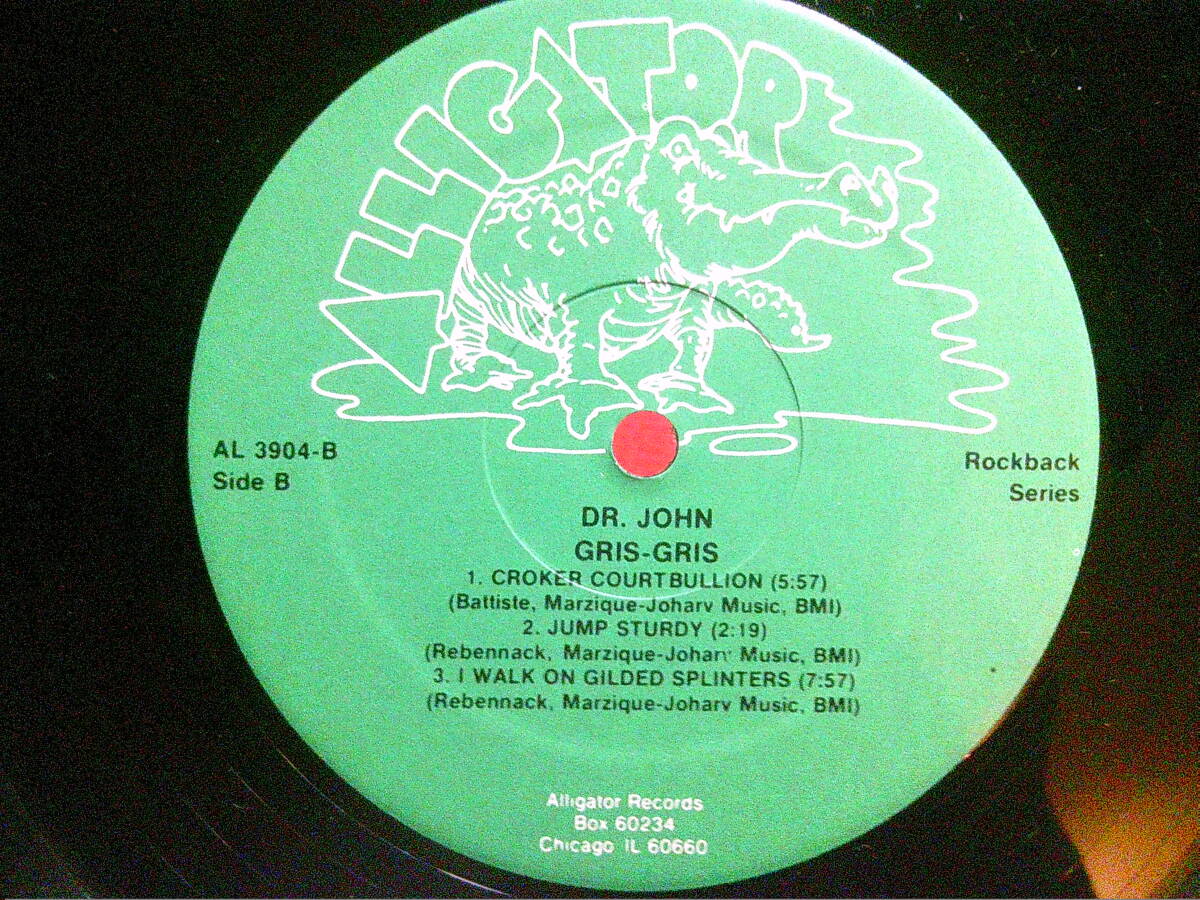 ALLIGATOR
AL 3904-B
Side B
Rockback
Series
DR. JOHN
GRIS-GRIS
1. CROKER COURTBULLION (5:57)
(Battiste, Marzique-Joharv Music, BMI)
2. JUMP STURDY (2:19)
(Rebennack, Marzique-Joharv Music, BMI)
3. I WALK ON GILDED SPLINTERS (7:57)
(Rebennack, Marzique-Joharv Music, BMI)
Alligator Records
Box 60234
Chicago IL 60660